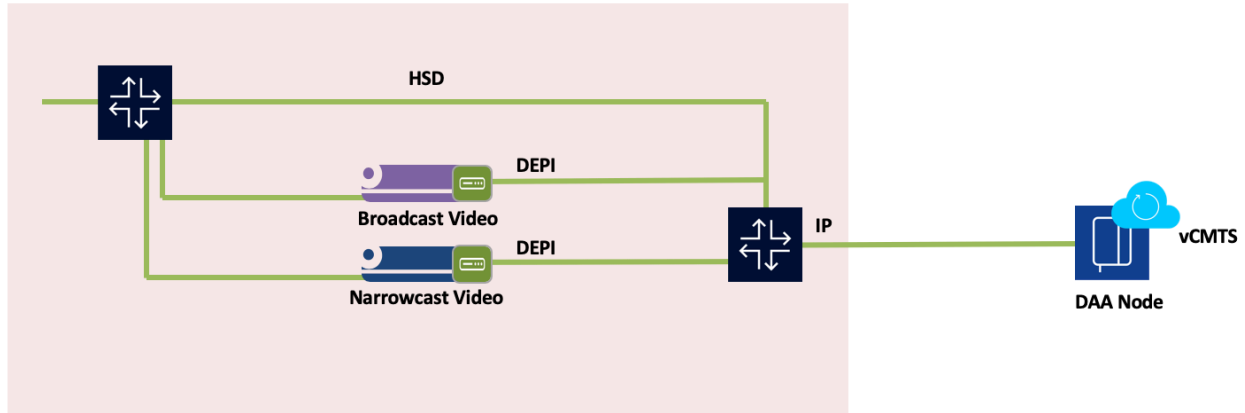 HSD
DEPI
Broadcast Video
DEPI
Narrowcast Video
IP
vCMTS
DAA Node